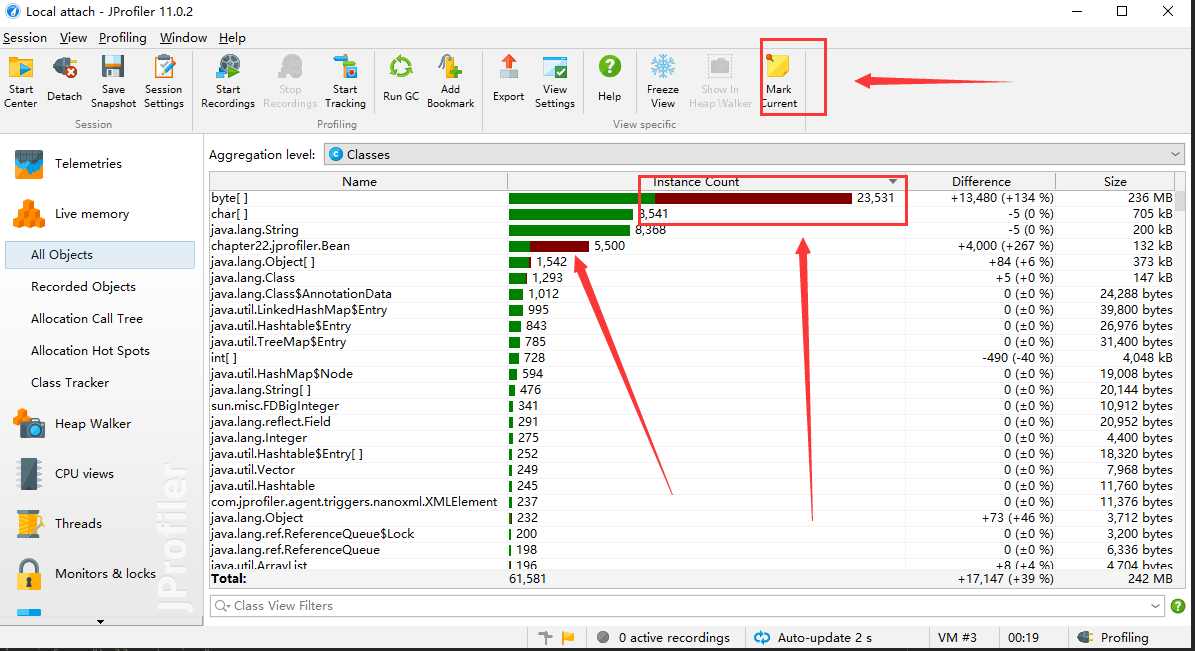 Local attach - JProfiler 11.0.2
Session View Profiling Window Help
Start Center
Detach
Save Snapshot
Session Settings
Start Recordings
Stop Recordings
Start Tracking
Run GC
Add Bookmark
Export
View Settings
Help
Freeze View
Show In Heap Walker
Mark Current
Session
Profiling
View specific
Telemetries
Live memory
All Objects
Recorded Objects
Allocation Call Tree
Allocation Hot Spots
Class Tracker
Heap Walker
CPU views
Threads
Monitors & locks
JProfiler
Aggregation level: Classes
Name Instance Count Difference Size
byte[ ] 23,531 +13,480 (+134 %) 236 MB
char[ ] 8,541 -5 (0 %) 705 kB
java.lang.String 8,368 -5 (0 %) 200 kB
chapter22.jprofiler.Bean 5,500 +4,000 (+267 %) 132 kB
java.lang.Object[ ] 1,542 +84 (+6 %) 373 kB
java.lang.Class 1,293 +5 (+0 %) 147 kB
java.lang.Class$AnnotationData 1,012 0 (±0 %) 24,288 bytes
java.util.LinkedHashMap$Entry 995 0 (±0 %) 39,800 bytes
java.util.Hashtable$Entry 843 0 (±0 %) 26,976 bytes
java.util.TreeMap$Entry 785 0 (±0 %) 31,400 bytes
int[ ] 728 -490 (-40 %) 4,048 kB
java.util.HashMap$Node 594 0 (±0 %) 19,008 bytes
java.lang.String[ ] 476 0 (±0 %) 20,144 bytes
sun.misc.FDBigInteger 341 0 (±0 %) 10,912 bytes
java.lang.reflect.Field 291 0 (±0 %) 20,952 bytes
java.lang.Integer 275 0 (±0 %) 4,400 bytes
java.util.Hashtable$Entry[ ] 252 0 (±0 %) 18,320 bytes
java.util.Vector 249 0 (±0 %) 7,968 bytes
java.util.Hashtable 245 0 (±0 %) 11,760 bytes
com.jprofiler.agent.triggers.nanoxml.XMLElement 237 0 (±0 %) 11,376 bytes
java.lang.Object 232 +73 (+46 %) 3,712 bytes
java.lang.ref.ReferenceQueue$Lock 200 0 (±0 %) 3,200 bytes
java.lang.ref.ReferenceQueue 198 0 (±0 %) 6,336 bytes
java.util.ArrayList 196 +8 (+4 %) 4,704 bytes
Total: 61,581 +17,147 (+39 %) 242 MB
Class View Filters
0 active recordings Auto-update 2 s VM #3 00:19 Profiling